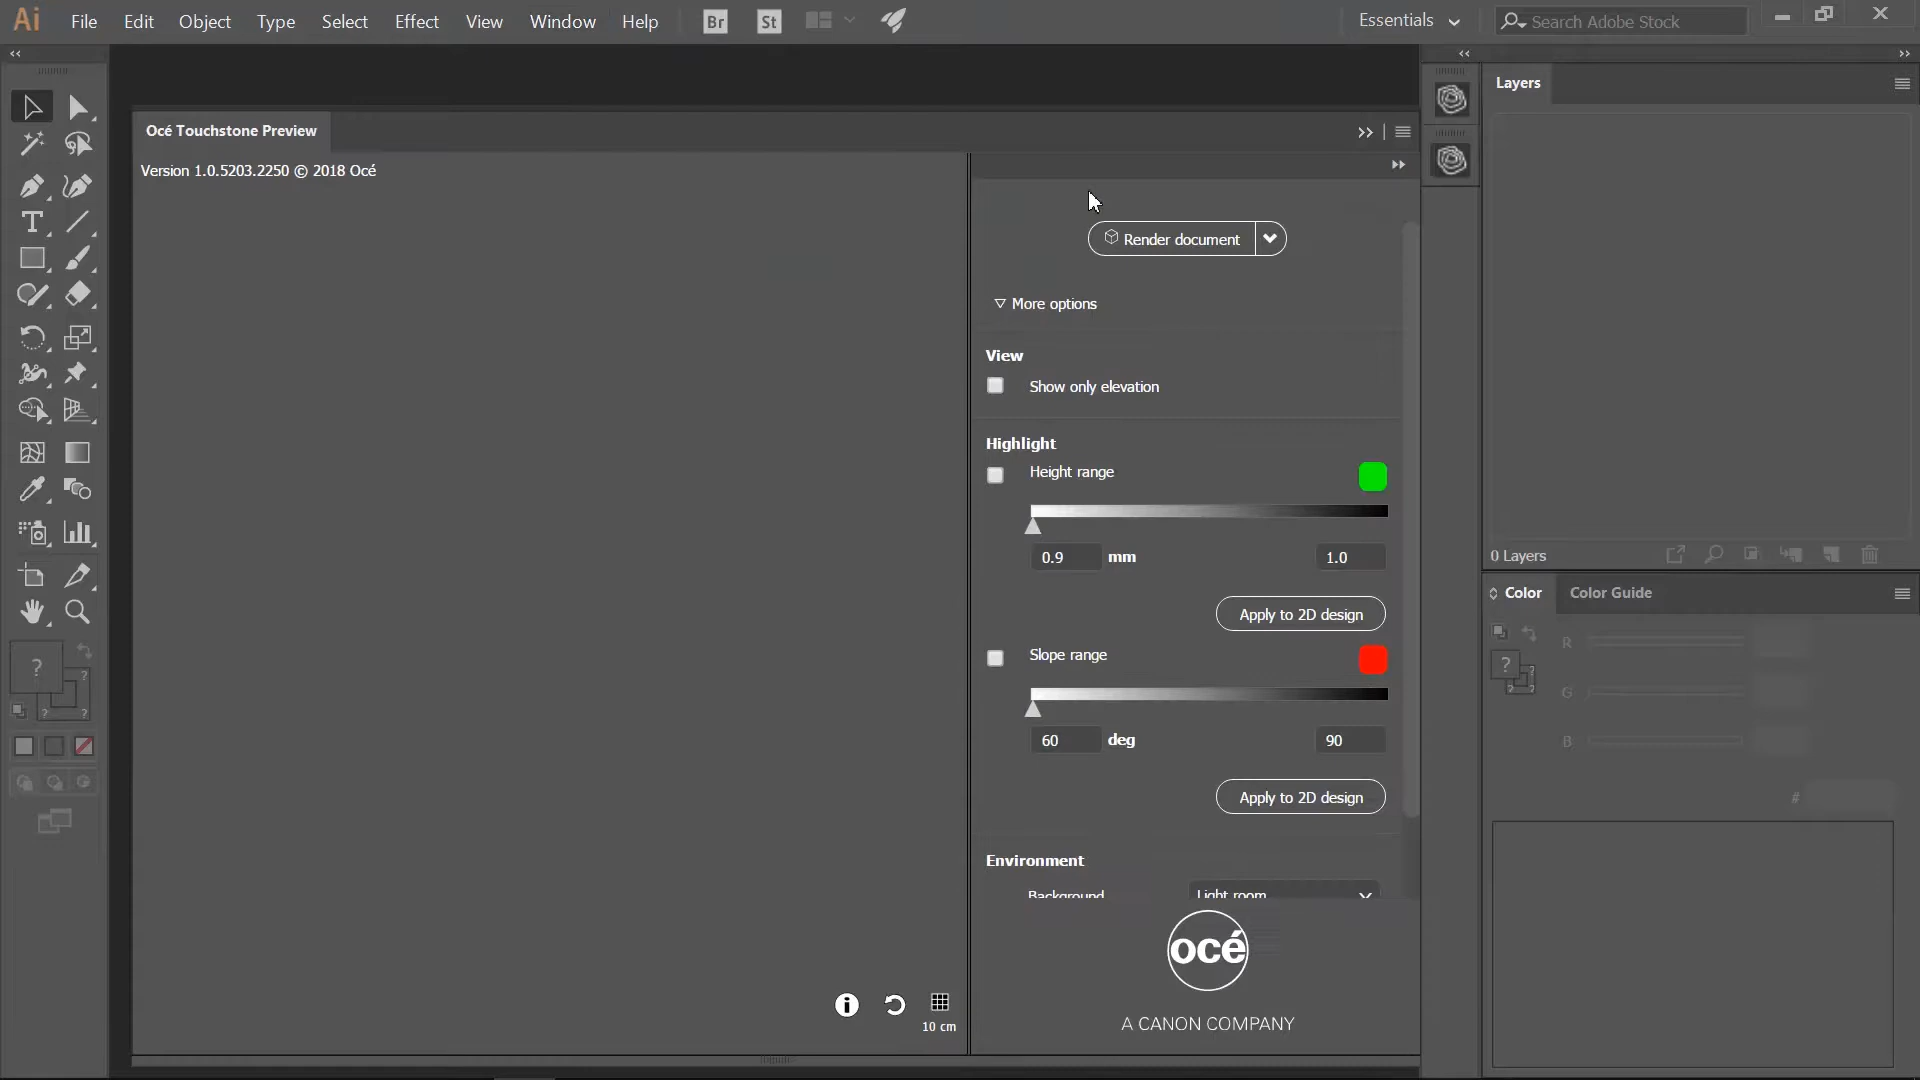 Ai File Edit Object Type Select Effect View Window Help Br St Essentials Search Adobe Stock
Océ Touchstone Preview
Version 1.0.5203.2250 © 2018 Océ
Render document
More options
View
Show only elevation
Highlight
Height range
0.9 mm 1.0
Apply to 2D design
Slope range
60 deg 90
Apply to 2D design
Environment
Background Light room
océ
A CANON COMPANY
10 cm
Layers
0 Layers
Color Color Guide
R
G
B
#
T
? ?
? ?
? ?
?